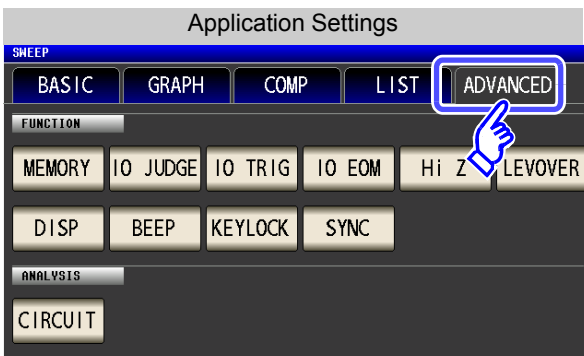 Application Settings
SWEEP
BASIC GRAPH COMP LIST ADVANCED
FUNCTION
MEMORY IO JUDGE IO TRIG IO EOM Hi Z LEVOVER
DISP BEEP KEYLOCK SYNC
ANALYSIS
CIRCUIT